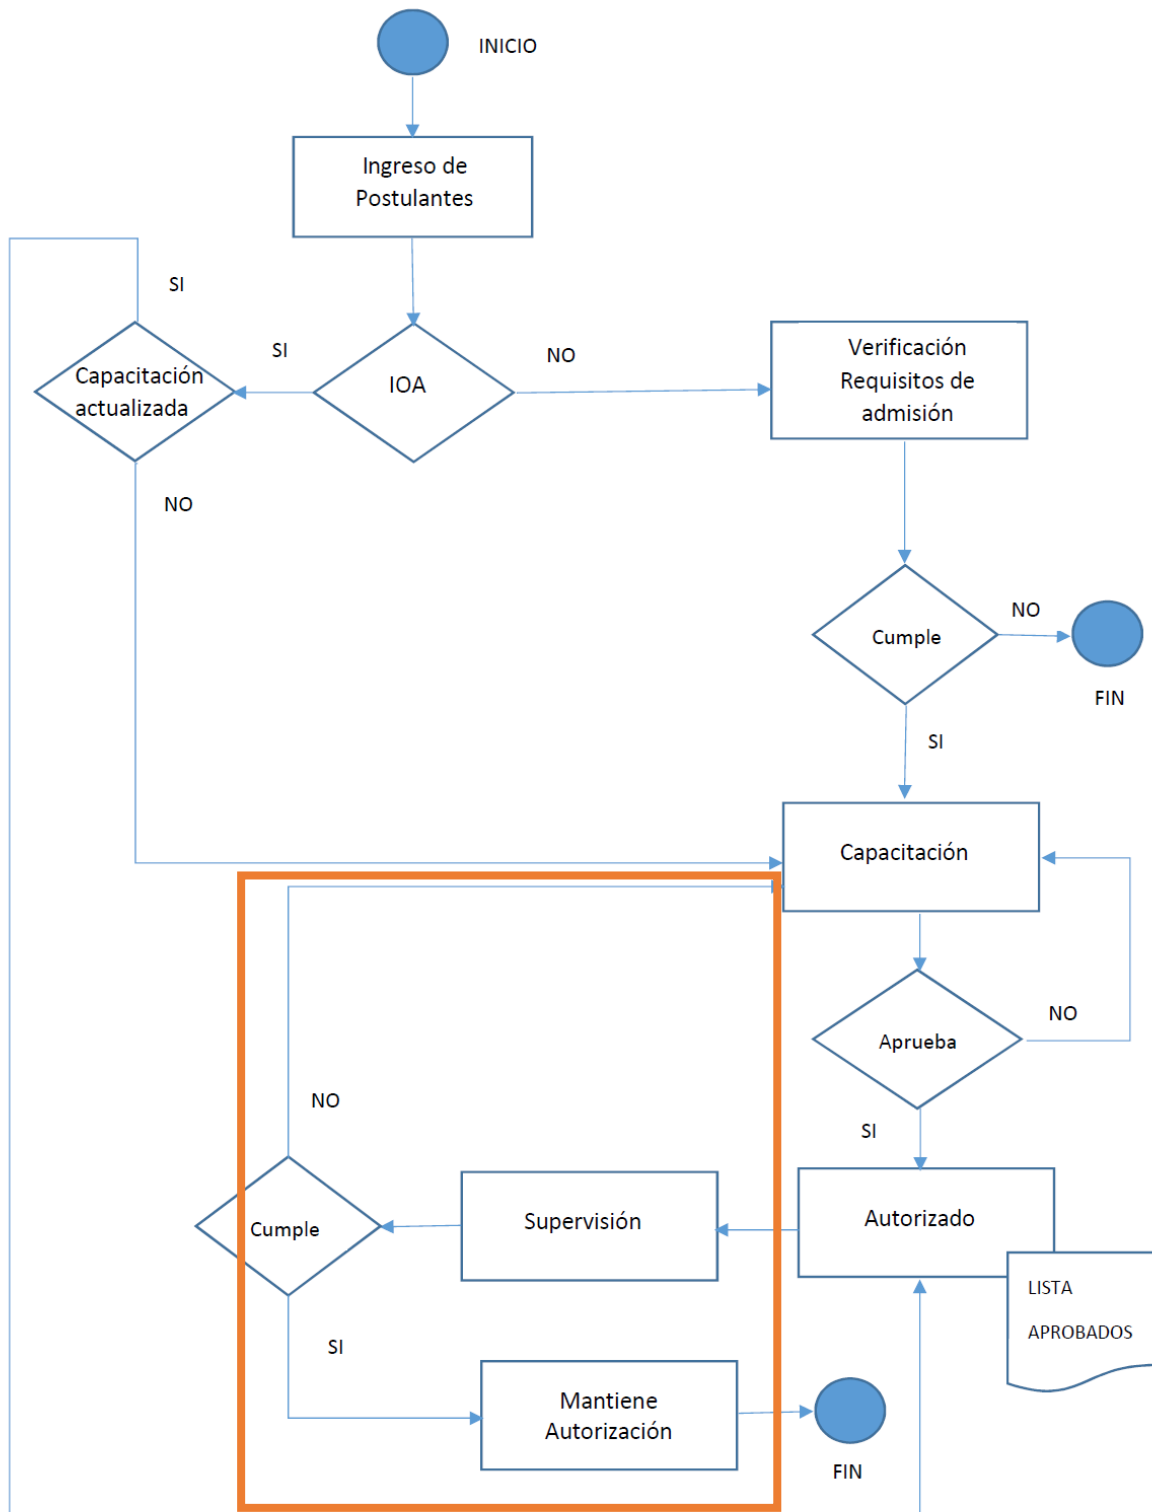 INICIO
Ingreso de
Postulantes
SI
SI
NO
Capacitación
actualizada
IOA
Verificación
Requisitos de
admisión
NO
NO
Cumple
FIN
SI
Capacitación
NO
Aprueba
NO
SI
Cumple
Supervisión
Autorizado
LISTA
APROBADOS
SI
Mantiene
Autorización
FIN